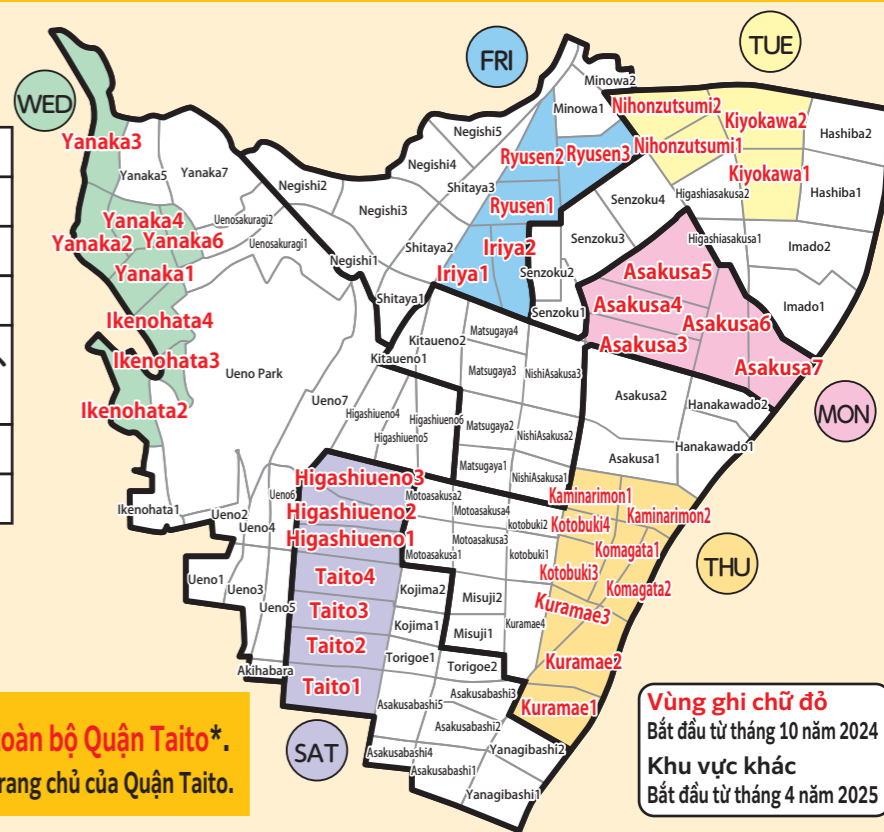 FRI
TUE
WED
Minowa2
Minowa1
Nihonzutsumi2
Kiyokawa2
Hashiba2
Yanaka3
Negishi5
Ryusen2
Ryusen3
Nihonzutsumi1
Yanaka5
Yanaka7
Negishi4
Kiyokawa1
Negishi2
Shitaya3
Senzoku4
Higashiasakusa2
Hashiba1
Yanaka4
Uenosakuragi2
Negishi3
Ryusen1
Yanaka2
Yanaka6
Uenosakuragi1
Shitaya2
Iriya2
Senzoku3
Higashiasakusa1
Imado2
Yanaka1
Negishi1
Iriya1
Senzoku2
Asakusa5
Shitaya1
Senzoku1
Asakusa4
Imado1
Ikenohata4
Kitaueno2
Matsugaya4
Asakusa6
Ikenohata3
Kitaueno1
Asakusa3
Ueno Park
Matsugaya3
NishiAsakusa3
Asakusa7
Ikenohata2
Ueno7
Higashiueno4
Higashiueno6
Asakusa2
Hanakawado2
MON
Higashiueno5
Matsugaya2
NishiAsakusa2
Asakusa1
Hanakawado1
Matsugaya1
NishiAsakusa1
Higashiueno3
Ueno6
Motoasakusa2
Kaminarimon1
Ikenohata1
Ueno2
Higashiueno2
Motoasakusa4
kotobuki2
Kotobuki4
Kaminarimon2
Ueno4
Higashiueno1
Motoasakusa3
Motoasakusa1
kotobuki1
Komagata1
Ueno1
Taito4
Kotobuki3
THU
Ueno3
Kojima2
Misuji2
Komagata2
Ueno5
Taito3
Kuramae3
Kojima1
Misuji1
Kuramae4
Taito2
Torigoe1
Torigoe2
Kuramae2
Akihabara
Taito1
Asakusabashi3
Asakusabashi5
Kuramae1
Asakusabashi2
SAT
Asakusabashi4
Yanagibashi2
Asakusabashi1
Yanagibashi1
toàn bộ Quận Taito*.
trang chủ của Quận Taito.
Vùng ghi chữ đỏ
Bắt đầu từ tháng 10 năm 2024
Khu vực khác
Bắt đầu từ tháng 4 năm 2025